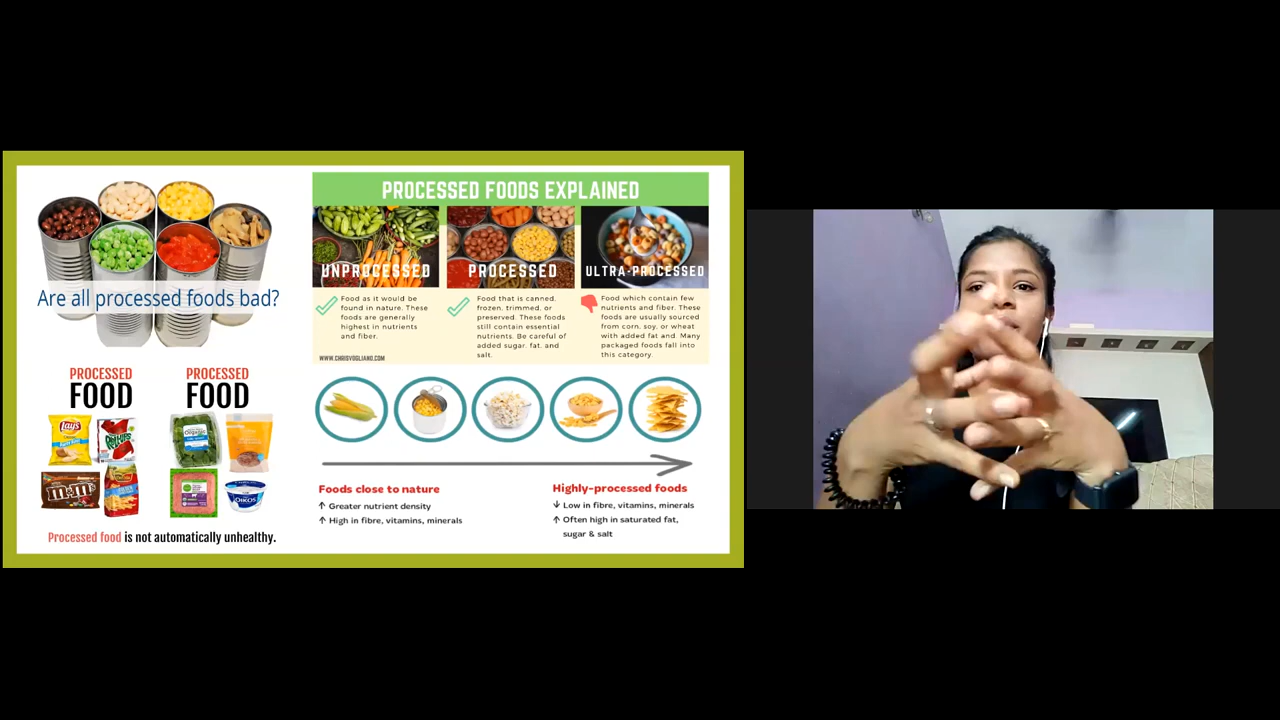 Are all processed foods bad?
PROCESSED
FOOD
PROCESSED
FOOD
Lay's
m&m's
OIKOS
Processed food is not automatically unhealthy.
PROCESSED FOODS EXPLAINED
UNPROCESSED
Food as it would be
found in nature. These
foods are generally
highest in nutrients
and fiber.
WWW.CHRISVOGLIANO.COM
PROCESSED
Food that is canned,
frozen, trimmed, or
preserved. These foods
still contain essential
nutrients. Be careful of
added sugar, fat, and
salt.
ULTRA-PROCESSED
Food which contain few
nutrients and fiber. These
foods are usually sourced
from corn, soy, or wheat
with added fat and. Many
packaged foods fall into
this category.
Foods close to nature
↑ Greater nutrient density
↑ High in fibre, vitamins, minerals
Highly-processed foods
↓ Low in fibre, vitamins, minerals
↑ Often high in saturated fat,
sugar & salt